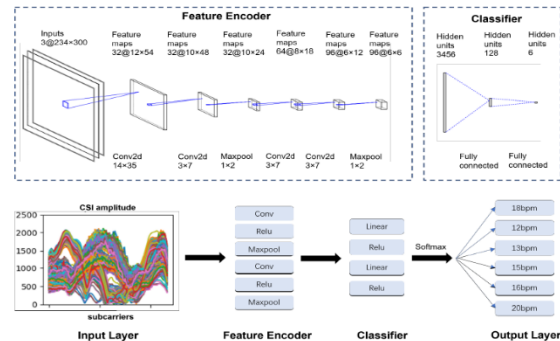 Feature Encoder
Inputs
3@234×300
Feature
maps
32@12×54
Feature
maps
32@10×48
Feature
maps
32@10×24
Feature
maps
64@8×18
Feature
maps
96@6×12
Feature
maps
96@6×6
Conv2d
14×35
Conv2d
3×7
Maxpool
1×2
Conv2d
3×7
Conv2d
3×7
Maxpool
1×2
Classifier
Hidden
units
3456
Hidden
units
128
Hidden
units
6
Fully
connected
Fully
connected
CSI amplitude
2500
2000
1500
1000
500
0
subcarriers
Conv
Relu
Maxpool
Conv
Relu
Maxpool
Linear
Relu
Linear
Relu
Softmax
18bpm
12bpm
13bpm
15bpm
16bpm
20bpm
Input Layer
Feature Encoder
Classifier
Output Layer